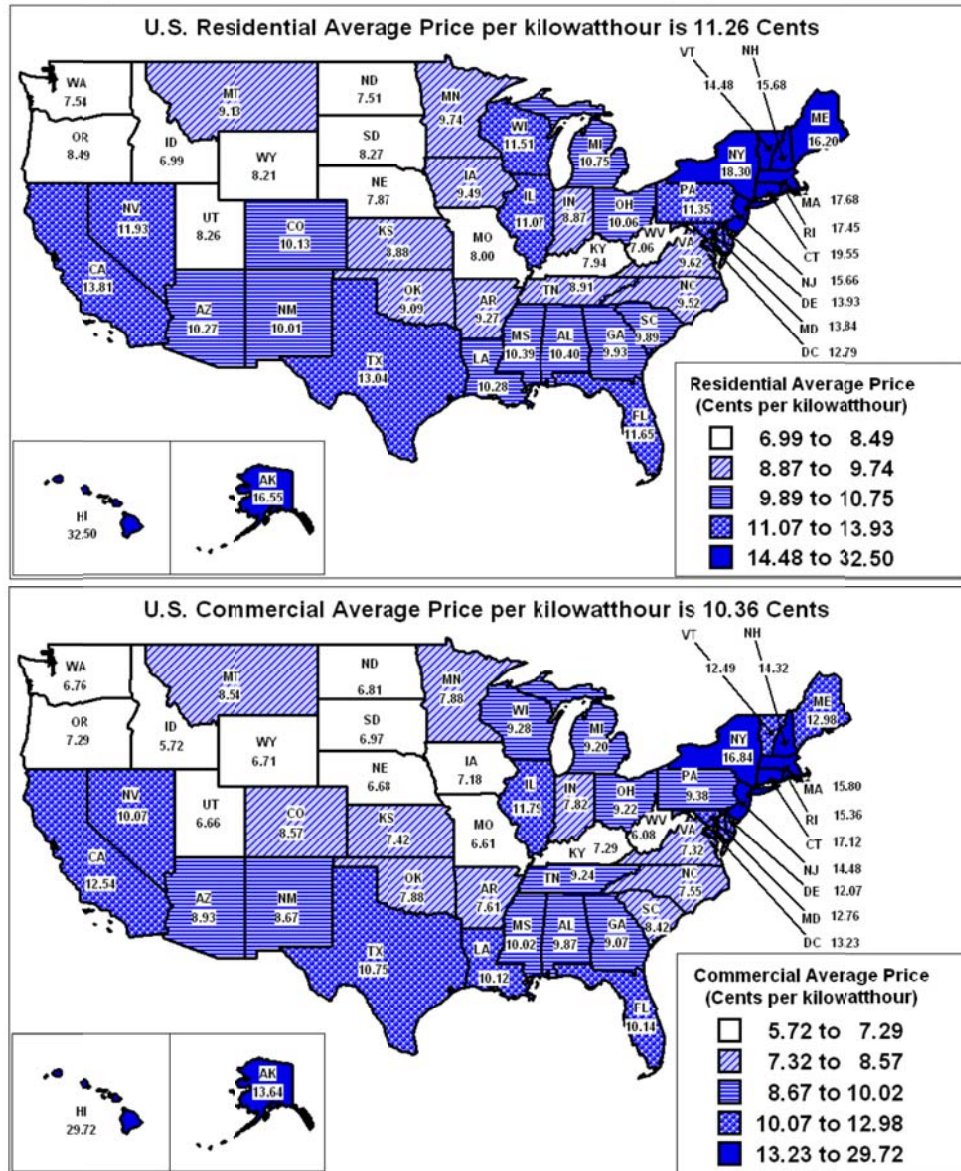 U.S. Residential Average Price per kilowatthour is 11.26 Cents
VT
14.48
NH
15.68
WA
7.54
MT
9.13
ND
7.51
MN
9.74
ME
16.20
OR
8.49
ID
6.99
SD
8.27
WI
11.51
MI
10.75
NY
18.30
WY
8.21
NE
7.87
IA
9.49
PA
11.35
MA 17.68
RI 17.45
CT 19.55
NJ 15.66
DE 13.93
MD 13.84
DC 12.79
NV
11.93
UT
8.26
CO
10.13
KS
8.88
MO
8.00
IL
11.07
IN
8.87
OH
10.06
WV
7.06
VA
9.62
KY
7.94
CA
13.81
AZ
10.27
NM
10.01
OK
9.09
AR
9.27
TN 8.91
NC
9.52
SC
9.89
TX
13.04
LA
10.28
MS
10.39
AL
10.40
GA
9.93
FL
11.65
HI
32.50
AK
16.55
Residential Average Price
(Cents per kilowatthour)
6.99 to 8.49
8.87 to 9.74
9.89 to 10.75
11.07 to 13.93
14.48 to 32.50
U.S. Commercial Average Price per kilowatthour is 10.36 Cents
VT
12.49
NH
14.32
WA
6.76
MT
8.54
ND
6.81
MN
7.88
ME
12.98
OR
7.29
ID
5.72
SD
6.97
WI
9.28
MI
9.20
NY
16.84
WY
6.71
NE
6.68
IA
7.18
PA
9.38
MA 15.80
RI 15.36
CT 17.12
NJ 14.48
DE 12.07
MD 12.76
DC 13.23
NV
10.07
UT
6.66
CO
8.57
KS
7.42
MO
6.61
IL
11.79
IN
7.82
OH
9.22
WV
6.08
VA
7.32
KY 7.29
CA
12.54
AZ
8.93
NM
8.67
OK
7.88
AR
7.61
TN
9.24
NC
7.55
SC
8.42
TX
10.75
LA
10.12
MS
10.02
AL
9.87
GA
9.07
FL
10.14
HI
29.72
AK
13.64
Commercial Average Price
(Cents per kilowatthour)
5.72 to 7.29
7.32 to 8.57
8.67 to 10.02
10.07 to 12.98
13.23 to 29.72